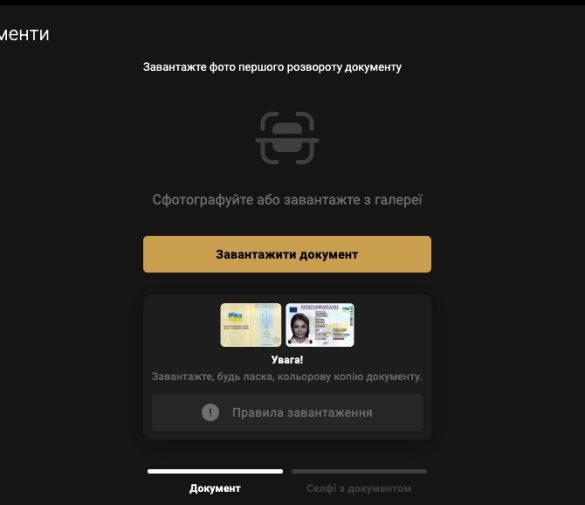 менти
Завантажте фото першого розвороту документу
Сфотографуйте або завантажте з галереї
Завантажити документ
Увага!
Завантажте, будь ласка, кольорову копію документу.
! Правила завантаження
Документ
Селфі з документом